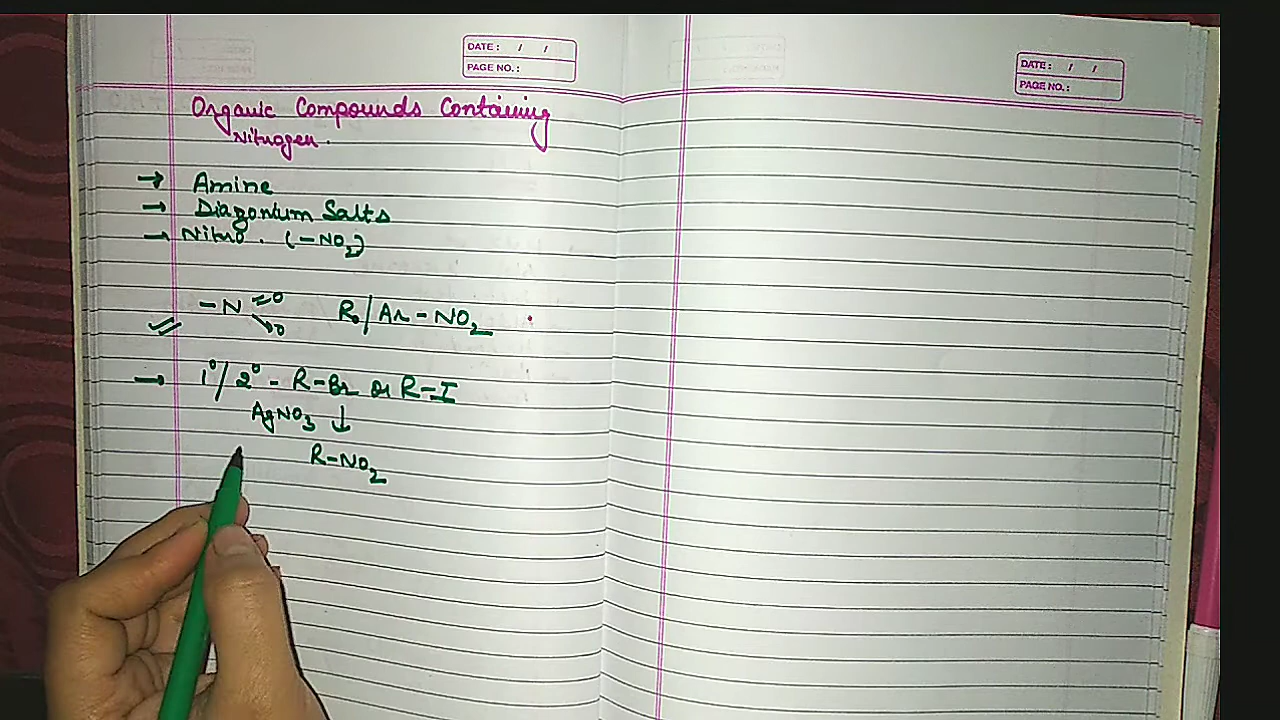 DATE: / /
PAGE NO.:
DATE: / /
PAGE NO.:
Organic Compounds Containing
Nitrogen.
→ Amine
→ Diazonium Salts
→ Nitro. (-NO2)
-N =O →O R/Ar-NO2
→ 1°/2° - R-Br or R-I
AgNO3 ↓
R-NO2